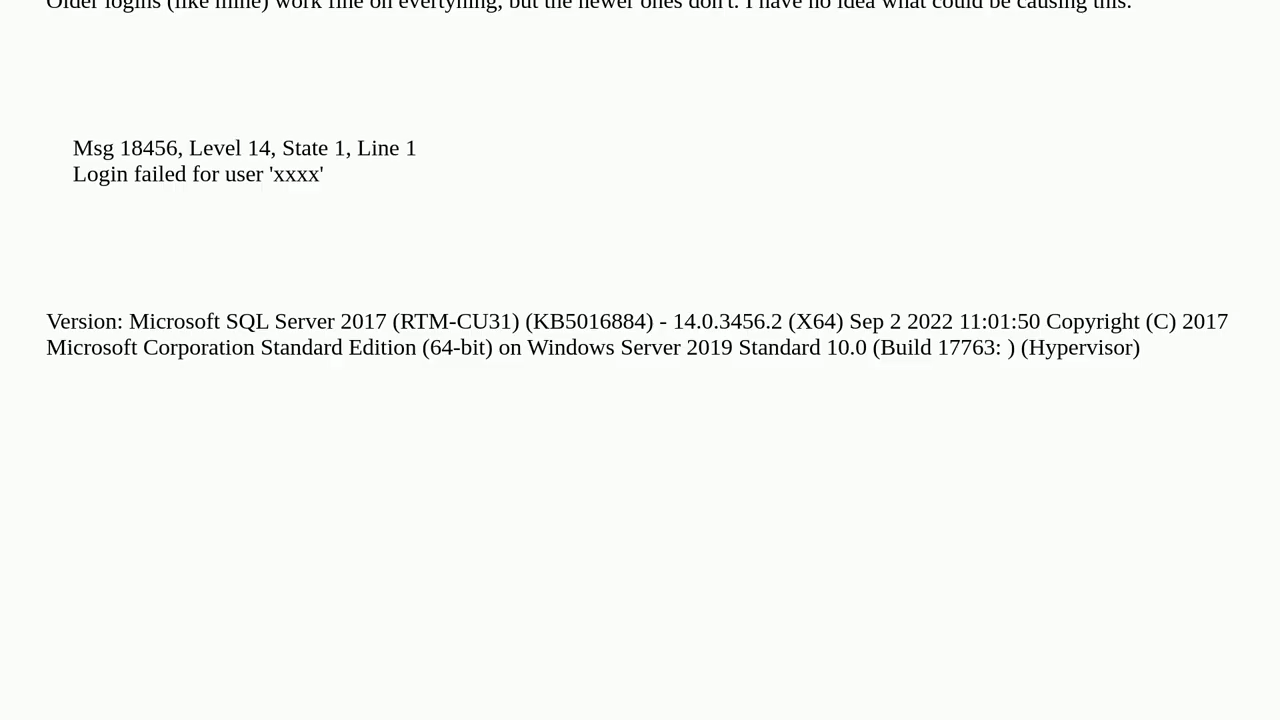 Older logins (like mine) work fine on everything, but the newer ones don't. I have no idea what could be causing this.
Msg 18456, Level 14, State 1, Line 1
Login failed for user 'xxxx'
Version: Microsoft SQL Server 2017 (RTM-CU31) (KB5016884) - 14.0.3456.2 (X64) Sep 2 2022 11:01:50 Copyright (C) 2017
Microsoft Corporation Standard Edition (64-bit) on Windows Server 2019 Standard 10.0 (Build 17763: ) (Hypervisor)